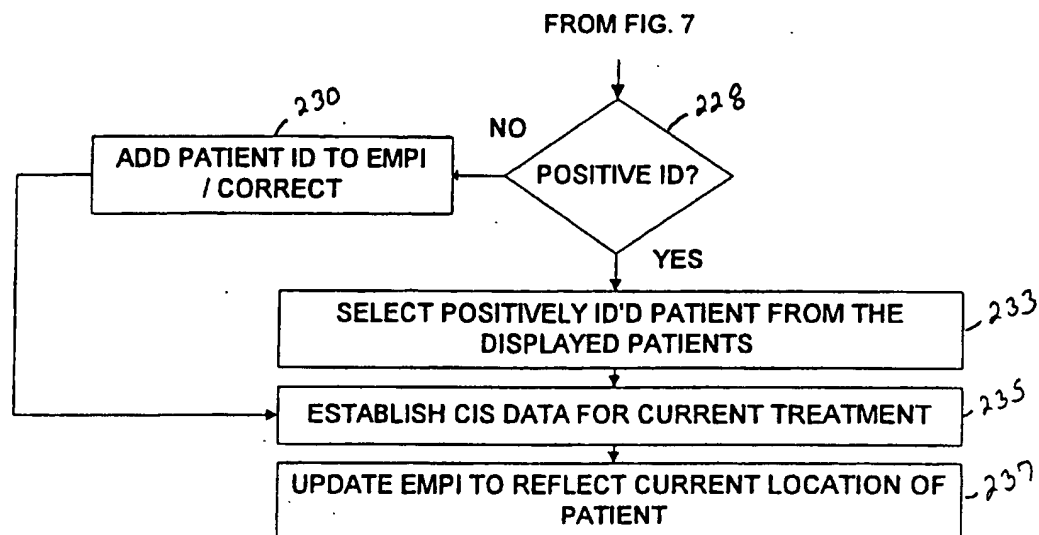 FROM FIG. 7
228
230
NO
ADD PATIENT ID TO EMPI
/ CORRECT
POSITIVE ID?
YES
SELECT POSITIVELY ID'D PATIENT FROM THE
DISPLAYED PATIENTS
233
ESTABLISH CIS DATA FOR CURRENT TREATMENT
235
UPDATE EMPI TO REFLECT CURRENT LOCATION OF
PATIENT
237